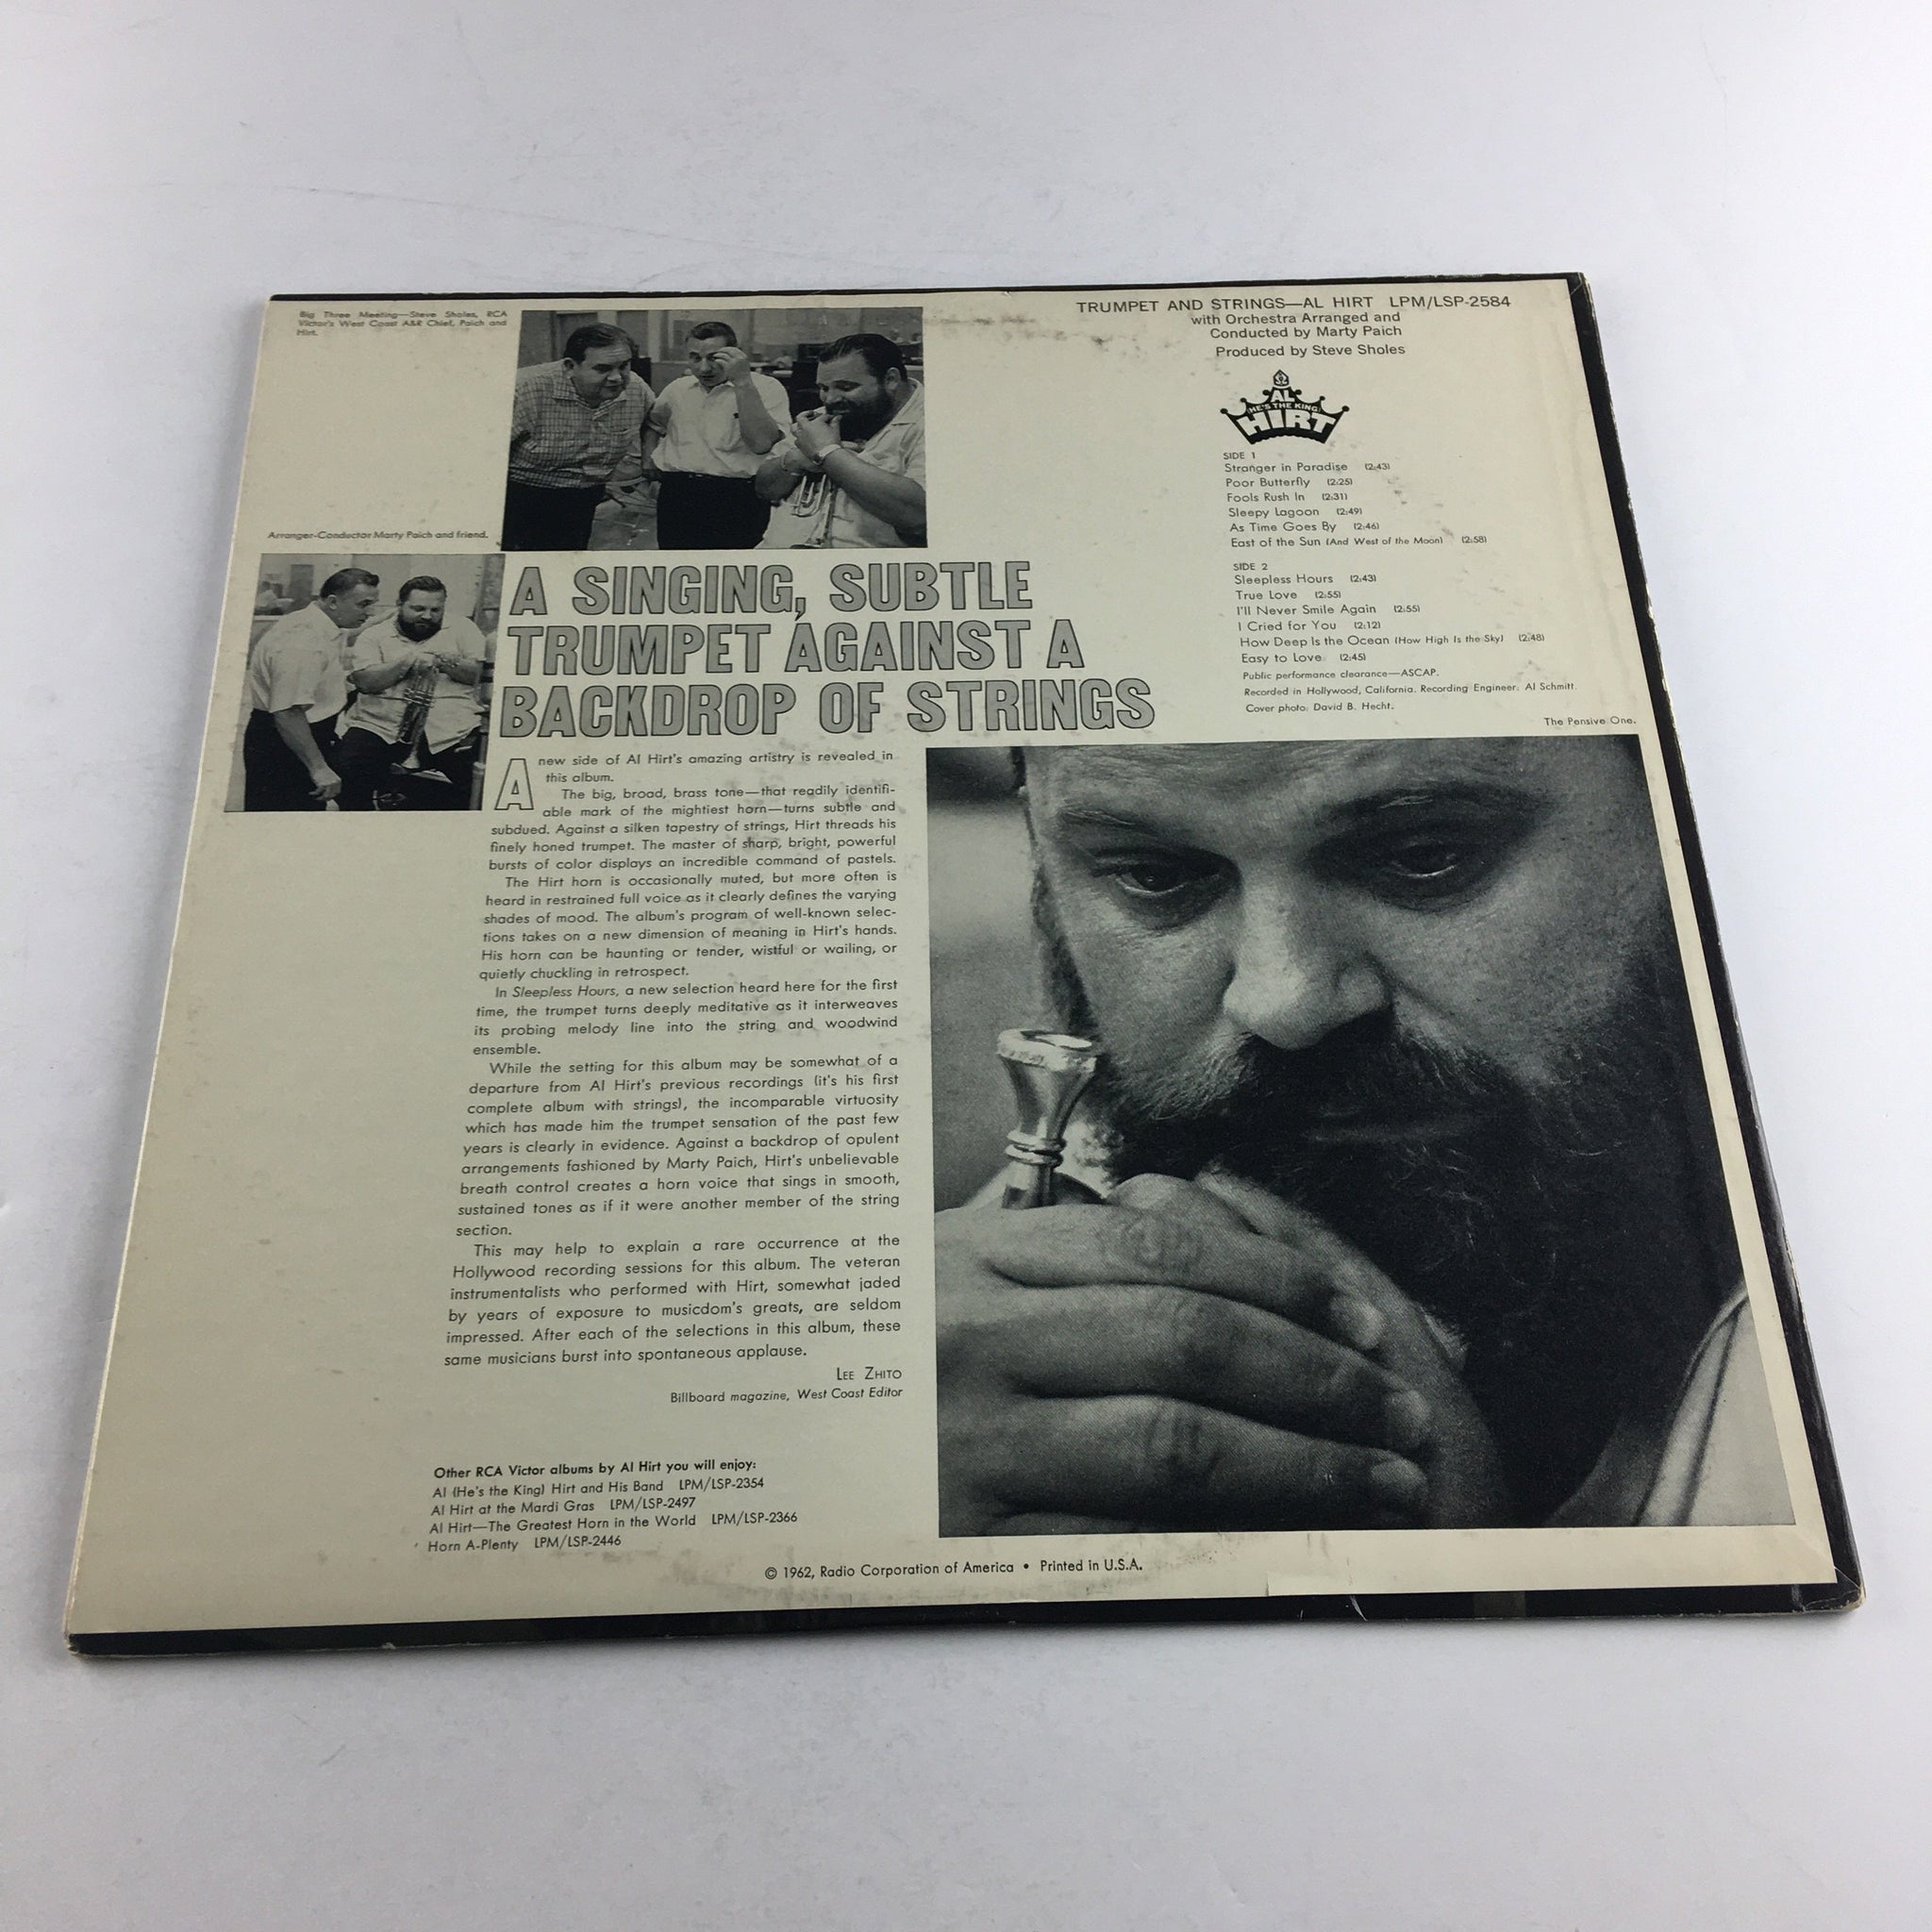 Big Three Meeting—Steve Sholes, RCA
Victor's West Coast A&R Chief, Paich and
Hirt.
Arranger-Conductor Marty Paich and friend.
TRUMPET AND STRINGS—AL HIRT LPM/LSP-2584
with Orchestra Arranged and
Conducted by Marty Paich
Produced by Steve Sholes
AL
(HE'S THE KING)
HIRT
SIDE 1
Stranger in Paradise (2:43)
Poor Butterfly (2:25)
Fools Rush In (2:31)
Sleepy Lagoon (2:49)
As Time Goes By (2:46)
East of the Sun (And West of the Moon) (2:58)
SIDE 2
Sleepless Hours (2:43)
True Love (2:55)
I'll Never Smile Again (2:55)
I Cried for You (2:12)
How Deep Is the Ocean (How High Is the Sky) (2:48)
Easy to Love (2:45)
Public performance clearance—ASCAP.
Recorded in Hollywood, California. Recording Engineer: Al Schmitt.
Cover photo: David B. Hecht.
The Pensive One.
A SINGING, SUBTLE
TRUMPET AGAINST A
BACKDROP OF STRINGS
A new side of Al Hirt's amazing artistry is revealed in
this album.
The big, broad, brass tone—that readily identifi-
able mark of the mightiest horn—turns subtle and
subdued. Against a silken tapestry of strings, Hirt threads his
finely honed trumpet. The master of sharp, bright, powerful
bursts of color displays an incredible command of pastels.
The Hirt horn is occasionally muted, but more often is
heard in restrained full voice as it clearly defines the varying
shades of mood. The album's program of well-known selec-
tions takes on a new dimension of meaning in Hirt's hands.
His horn can be haunting or tender, wistful or wailing, or
quietly chuckling in retrospect.
In Sleepless Hours, a new selection heard here for the first
time, the trumpet turns deeply meditative as it interweaves
its probing melody line into the string and woodwind
ensemble.
While the setting for this album may be somewhat of a
departure from Al Hirt's previous recordings (it's his first
complete album with strings), the incomparable virtuosity
which has made him the trumpet sensation of the past few
years is clearly in evidence. Against a backdrop of opulent
arrangements fashioned by Marty Paich, Hirt's unbelievable
breath control creates a horn voice that sings in smooth,
sustained tones as if it were another member of the string
section.
This may help to explain a rare occurrence at the
Hollywood recording sessions for this album. The veteran
instrumentalists who performed with Hirt, somewhat jaded
by years of exposure to musicdom's greats, are seldom
impressed. After each of the selections in this album, these
same musicians burst into spontaneous applause.
LEE ZHITO
Billboard magazine, West Coast Editor
Other RCA Victor albums by Al Hirt you will enjoy:
Al (He's the King) Hirt and His Band LPM/LSP-2354
Al Hirt at the Mardi Gras LPM/LSP-2497
Al Hirt—The Greatest Horn in the World LPM/LSP-2366
Horn A-Plenty LPM/LSP-2446
© 1962, Radio Corporation of America • Printed in U.S.A.